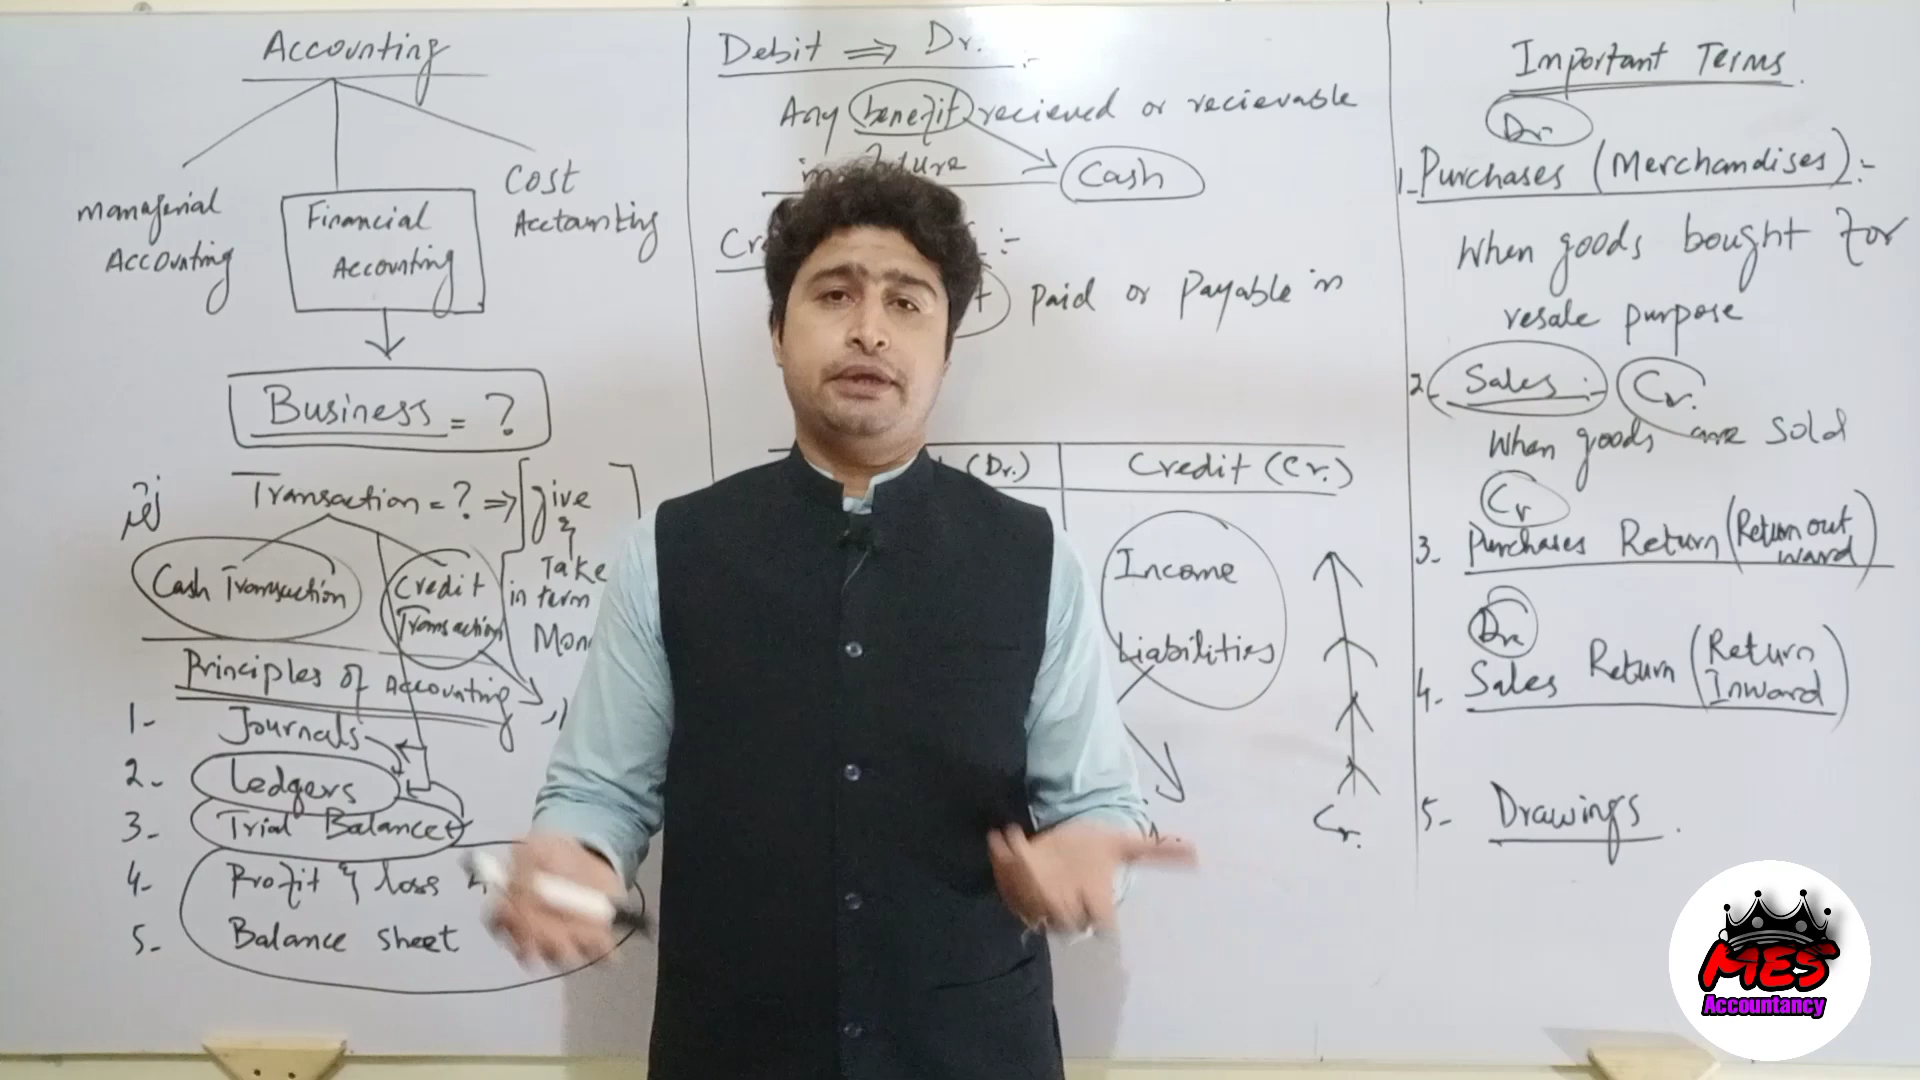 Accounting
Managerial
Accounting
Financial
Accounting
Cost
Accounting
Business = ?
Transaction = ? ⇒ [give
&
Take
in term
Cash Transaction
Credit
Transaction
Principles of Accounting
1- Journals
2- Ledgers
3- Trial Balance
4- Profit & loss
5- Balance sheet
Debit ⇒ Dr. :-
Any benefit recieved or recievable
Cash
paid or Payable in
(Dr.)
Credit (Cr.)
Income
Liabilities
Cr.
Important Terms.
Dr
1- Purchases (Merchandises):-
When goods bought for
resale purpose
2- Sales :- Cr.
When goods are sold
Cr
3- Purchases Return (Return out
ward)
Dr
4- Sales Return (Return
Inward)
5- Drawings.
MES
Accountancy